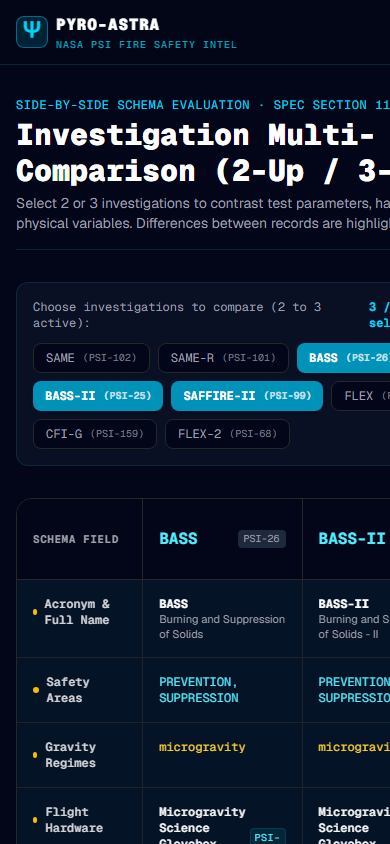 Ψ
PYRO-ASTRA
NASA PSI FIRE SAFETY INTEL
SIDE-BY-SIDE SCHEMA EVALUATION · SPEC SECTION 11
Investigation Multi-
Comparison (2-Up / 3-
Select 2 or 3 investigations to contrast test parameters, ha
physical variables. Differences between records are highlig
Choose investigations to compare (2 to 3
active):
3 /
sel
SAME (PSI-102)
SAME-R (PSI-101)
BASS (PSI-26
BASS-II (PSI-25)
SAFFIRE-II (PSI-99)
FLEX (
CFI-G (PSI-159)
FLEX-2 (PSI-68)
SCHEMA FIELD
BASS
PSI-26
BASS-II
Acronym &
Full Name
BASS
Burning and Suppression
of Solids
BASS-II
Burning and S
of Solids - II
Safety
Areas
PREVENTION,
SUPPRESSION
PREVENTION
SUPPRESSIO
Gravity
Regimes
microgravity
microgravi
Flight
Hardware
Microgravity
Science
Glovebox
PSI-
Microgravi
Science
Glovebox